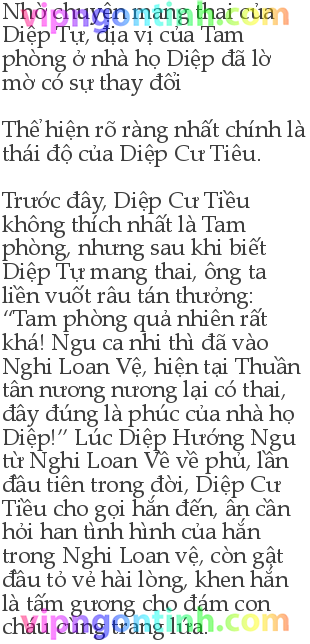 Nhờ chuyện mang thai của
Diệp Tự, địa vị của Tam
phòng ở nhà họ Diệp đã lờ
mờ có sự thay đổi
Thể hiện rõ ràng nhất chính là
thái độ của Diệp Cư Tiêu.
Trước đây, Diệp Cư Tiều
không thích nhất là Tam
phòng, nhưng sau khi biết
Diệp Tự mang thai, ông ta
liền vuốt râu tán thưởng:
“Tam phòng quả nhiên rất
khá! Ngu ca nhi thì đã vào
Nghi Loan Vệ, hiện tại Thuần
tân nương nương lại có thai,
đây đúng là phúc của nhà họ
Diệp!” Lúc Diệp Hướng Ngu
từ Nghi Loan Vê về phủ, lần
đầu tiên trong đời, Diệp Cư
Tiều cho gọi hắn đến, ân cần
hỏi han tình hình của hắn
trong Nghi Loan vệ, còn gật
đầu tỏ vẻ hài lòng, khen hắn
là tấm gương cho đám con
cháu cùng trang lứa.
vipngontinh.com
vipngontinh.com